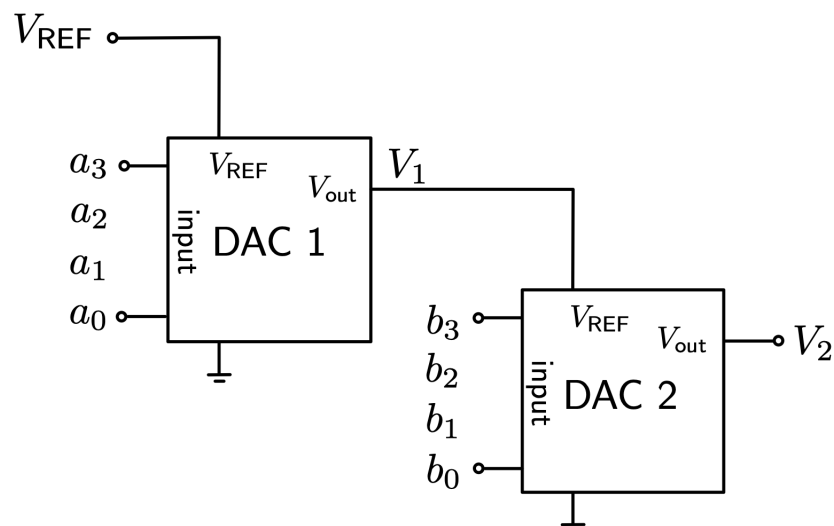 V_REF
a_3
a_2
a_1
a_0
V_REF
V_out
input
DAC 1
V_1
b_3
b_2
b_1
b_0
V_REF
V_out
input
DAC 2
V_2